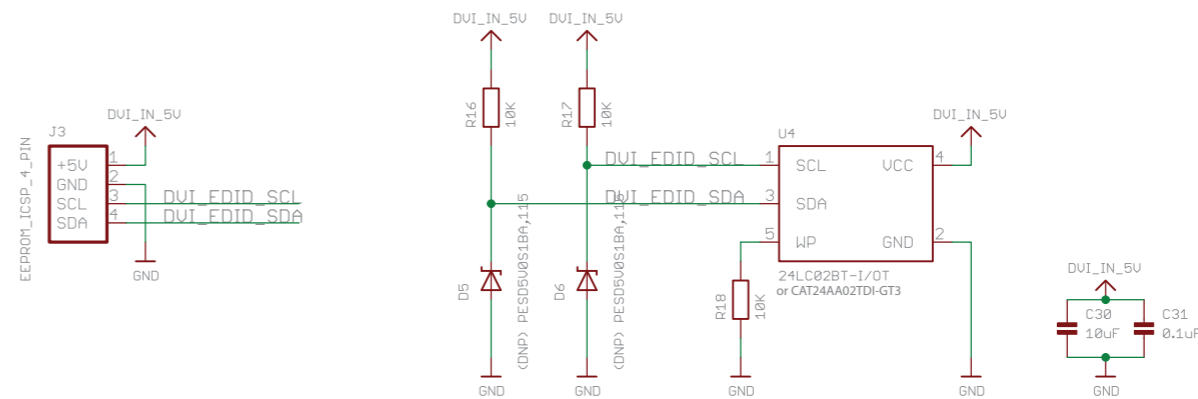 DVI_IN_5V
J3
EEPROM_ICSP_4_PIN
+5V
1
GND
2
SCL
3
DVI_EDID_SCL
SDA
4
DVI_EDID_SDA
GND
DVI_IN_5V
DVI_IN_5V
R16
10K
R17
10K
DVI_EDID_SCL
DVI_EDID_SDA
U4
1
SCL
VCC
4
DVI_IN_5V
3
SDA
5
WP
GND
2
24LC02BT-I/OT
or CAT24AA02TDI-GT3
D5
(DNP) PESD5V0S1BA,115
D6
(DNP) PESD5V0S1BA,115
R18
10K
GND
GND
GND
GND
DVI_IN_5V
C30
10uF
C31
0.1uF
GND